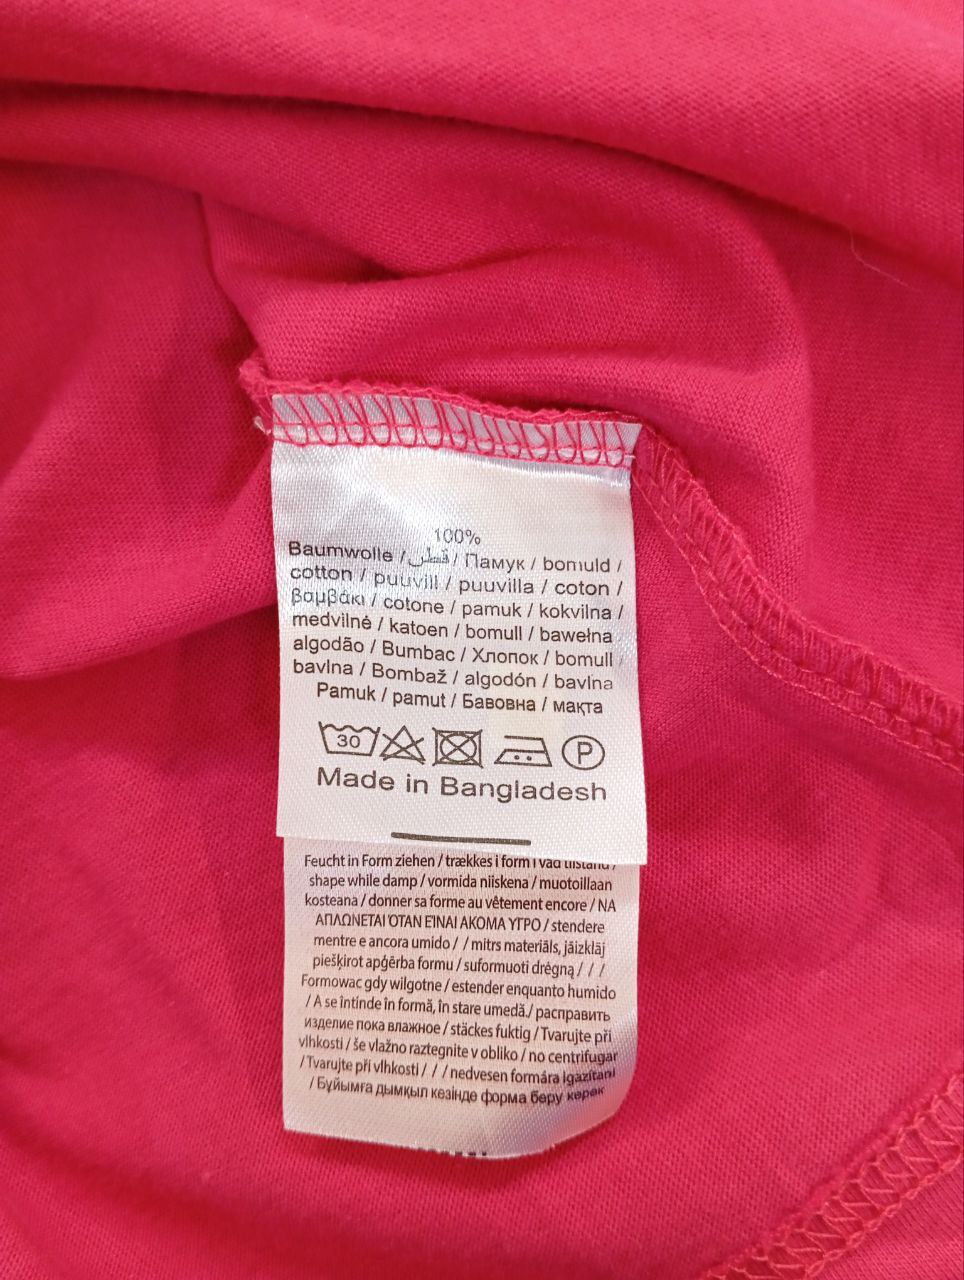 100%
Baumwolle / قطن / Памук / bomuld /
cotton / puuvill / puuvilla / coton /
βαμβάκι / cotone / pamuk / kokvilna /
medvilnė / katoen / bomull / bawełna
algodão / Bumbac / Хлопок / bomull
bavlna / Bombaž / algodón / bavlna
Pamuk / pamut / Бавовна / мақта
30 P
Made in Bangladesh
Feucht in Form ziehen / trækkes i form i våd tilstand /
shape while damp / vormida niiskena / muotoillaan
kosteana / donner sa forme au vêtement encore / ΝΑ
ΑΠΛΩΝΕΤΑΙ ΌΤΑΝ ΕΊΝΑΙ ΑΚΟΜΑ ΥΓΡΟ / stendere
mentre e ancora umido / / mitrs materiāls, jāizklāj
piešķirot apģērba formu / suformuoti drėgną / / /
Formowac gdy wilgotne / estender enquanto humido
/ A se întinde în formă, în stare umedă./ расправить
изделие пока влажное / stäckes fuktig / Tvarujte při
vlhkosti / še vlažno raztegnite v obliko / no centrifugar
/ Tvarujte při vlhkosti / / / nedvesen formára igazítani
/ Бұйымға дымқыл кезінде форма беру керек